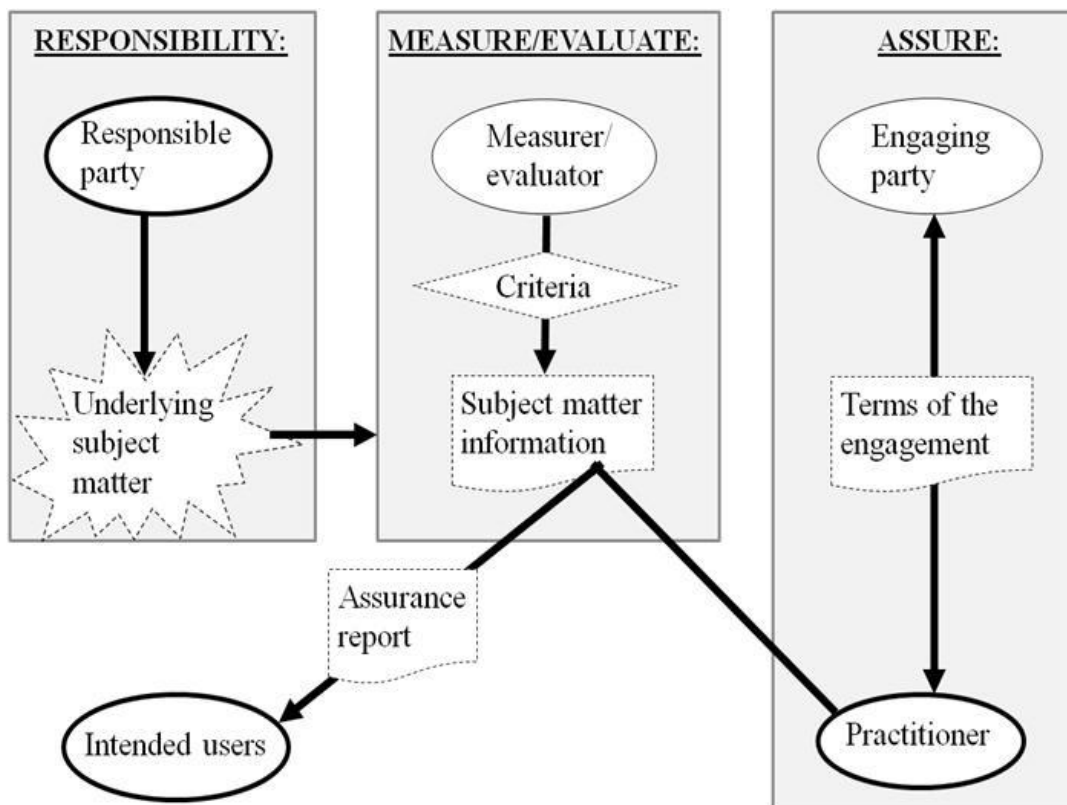 RESPONSIBILITY:
Responsible
party
Underlying
subject
matter
MEASURE/EVALUATE:
Measurer/
evaluator
Criteria
Subject matter
information
ASSURE:
Engaging
party
Terms of the
engagement
Practitioner
Assurance
report
Intended users